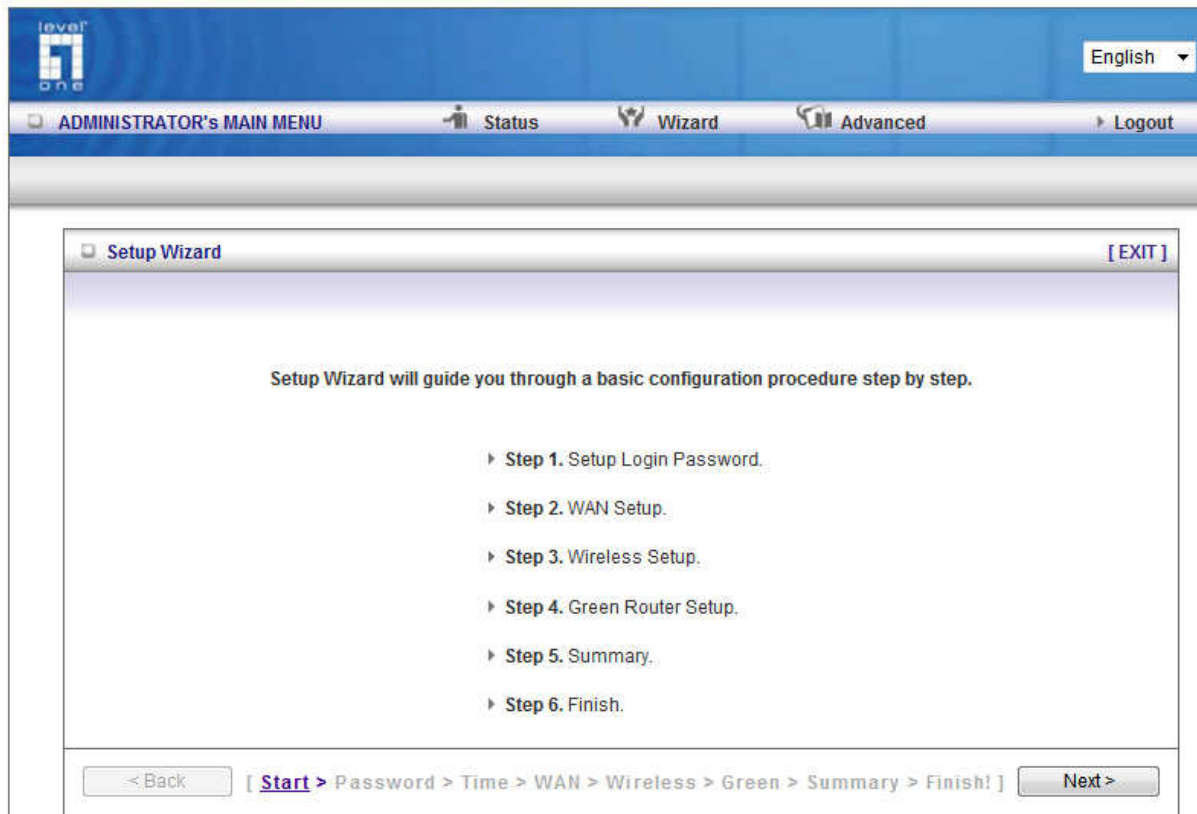 level
one
English
ADMINISTRATOR's MAIN MENU Status Wizard Advanced Logout
Setup Wizard [ EXIT ]
Setup Wizard will guide you through a basic configuration procedure step by step.
Step 1. Setup Login Password.
Step 2. WAN Setup.
Step 3. Wireless Setup.
Step 4. Green Router Setup.
Step 5. Summary.
Step 6. Finish.
< Back [ Start > Password > Time > WAN > Wireless > Green > Summary > Finish! ] Next >